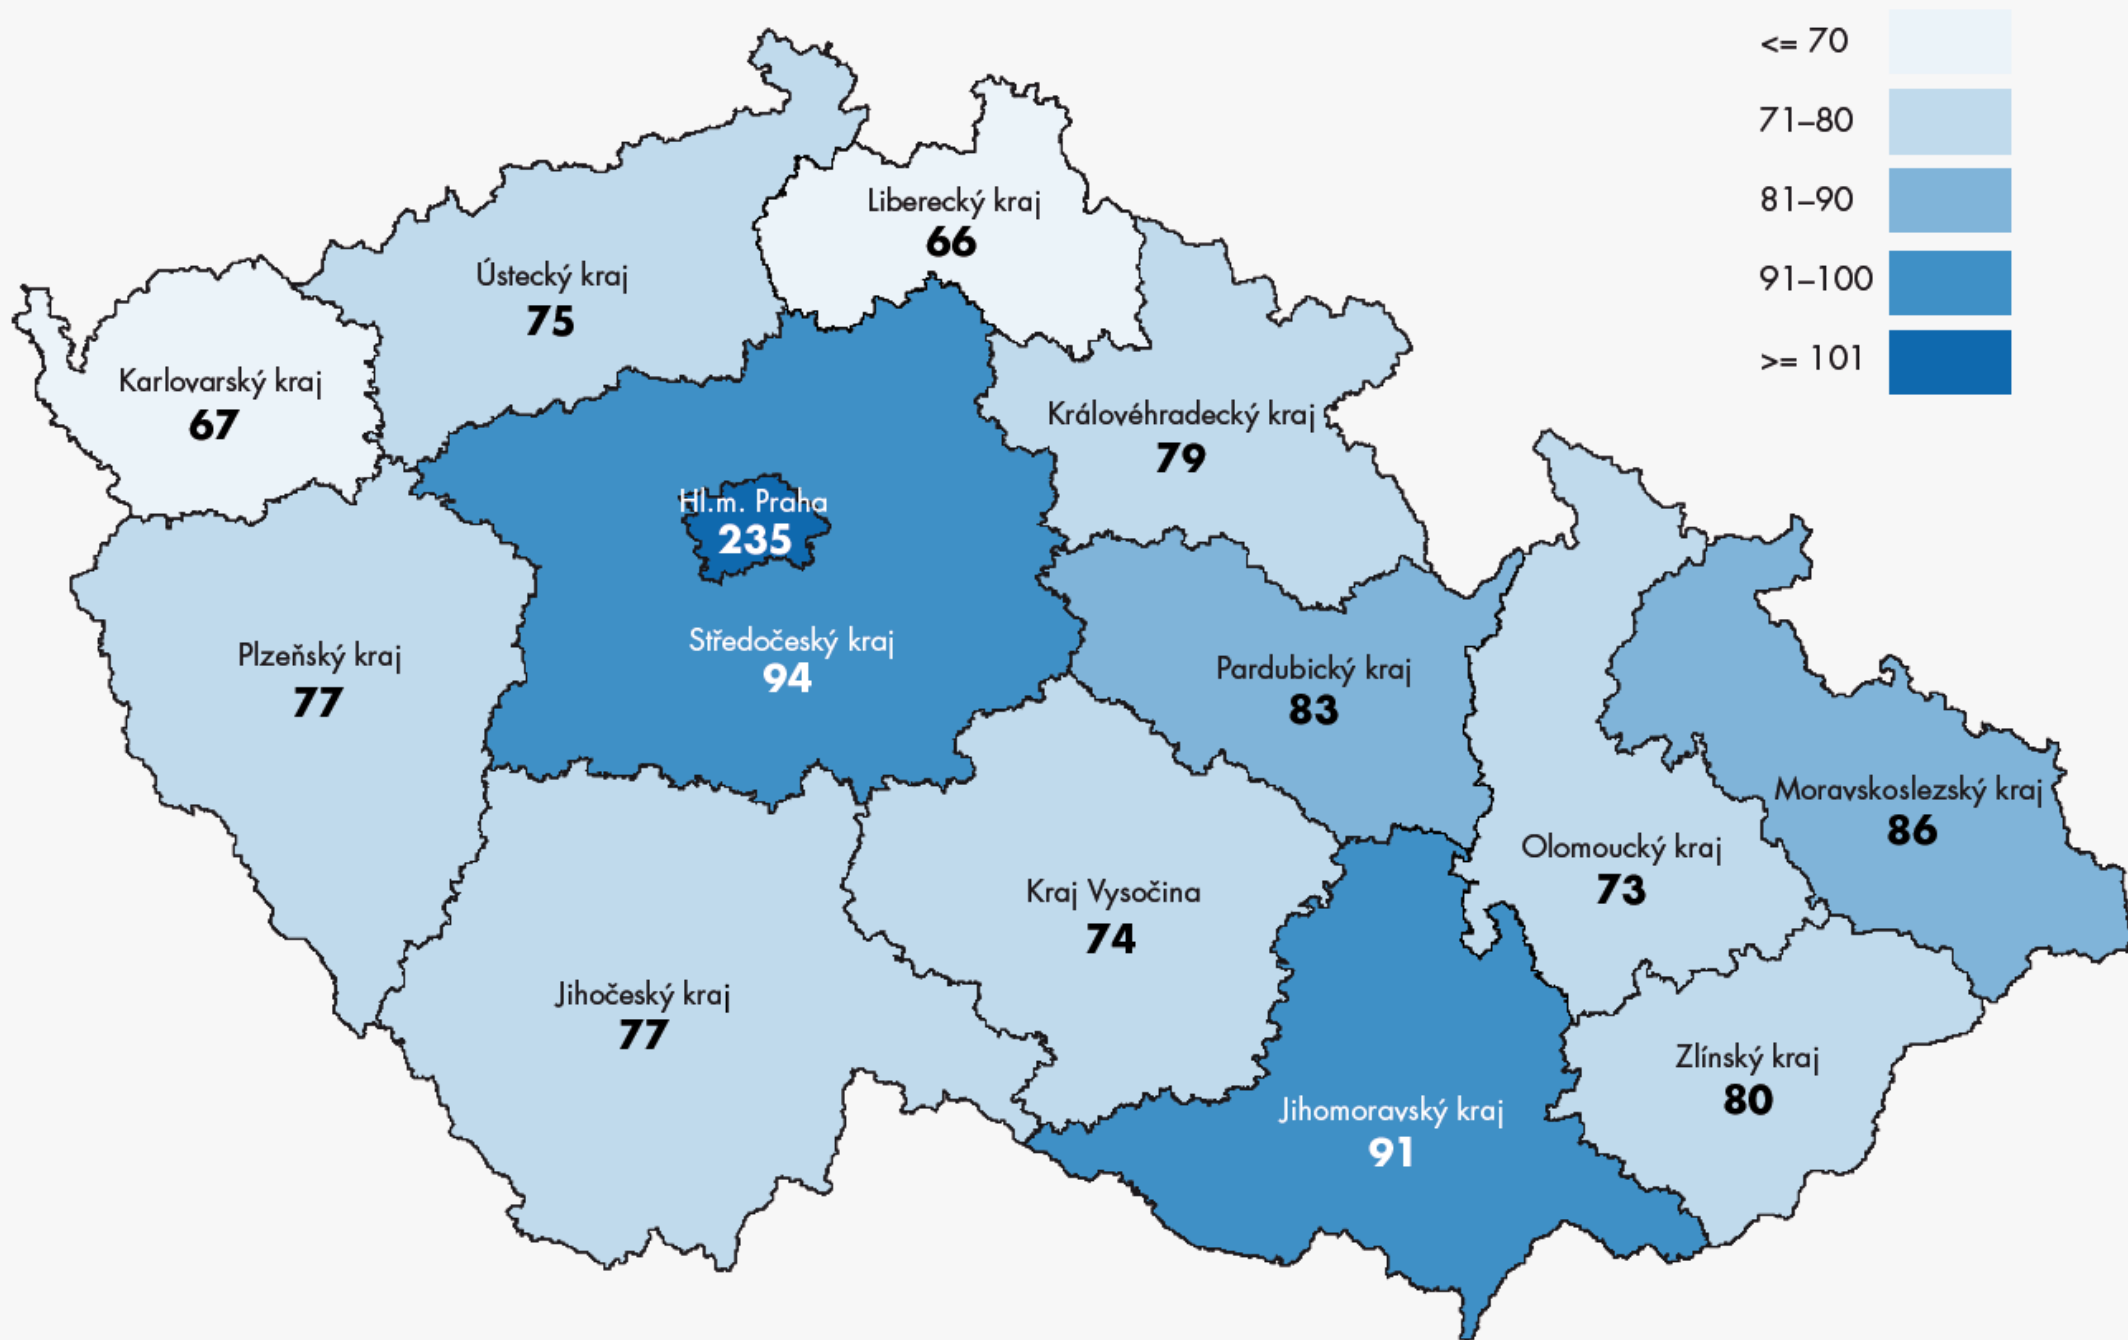 <= 70
71–80
81–90
91–100
>= 101
Liberecký kraj
66
Ústecký kraj
75
Karlovarský kraj
67
Královéhradecký kraj
79
Hl.m. Praha
235
Středočeský kraj
94
Plzeňský kraj
77
Pardubický kraj
83
Moravskoslezský kraj
86
Olomoucký kraj
73
Kraj Vysočina
74
Jihočeský kraj
77
Zlínský kraj
80
Jihomoravský kraj
91